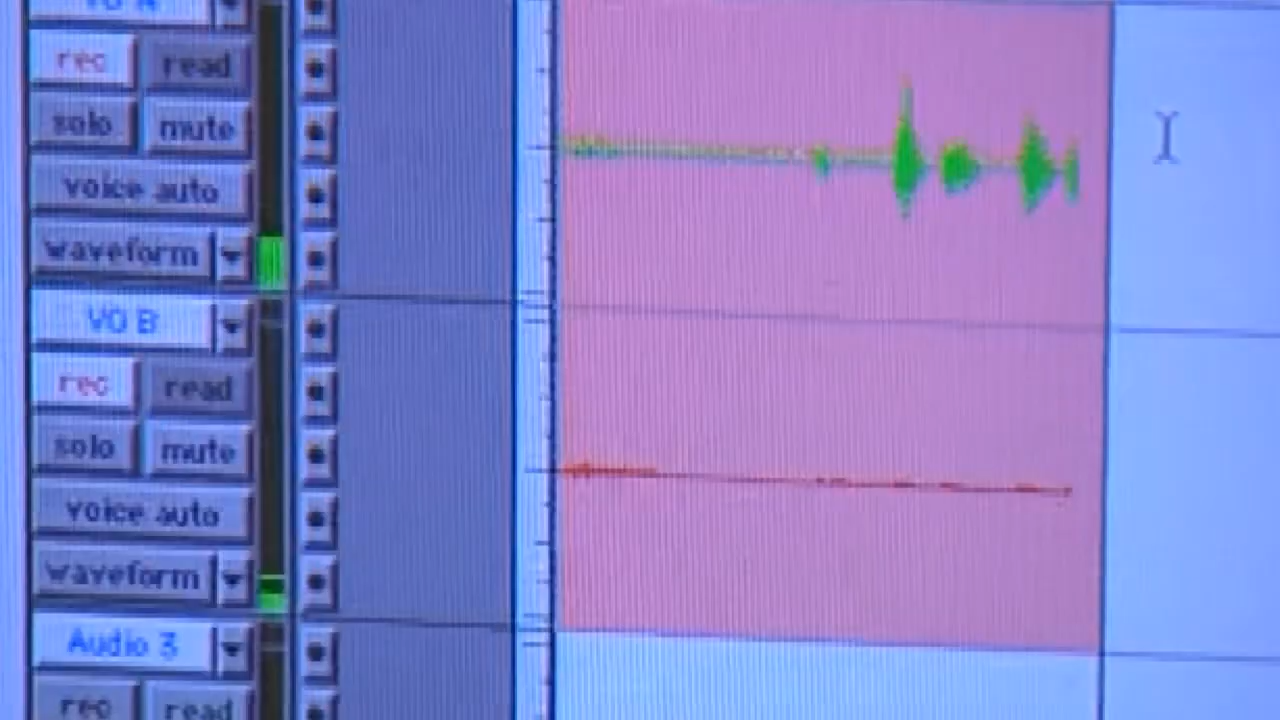 VO A
rec read
solo mute
voice auto
waveform
VO B
rec read
solo mute
voice auto
waveform
Audio 3
rec read